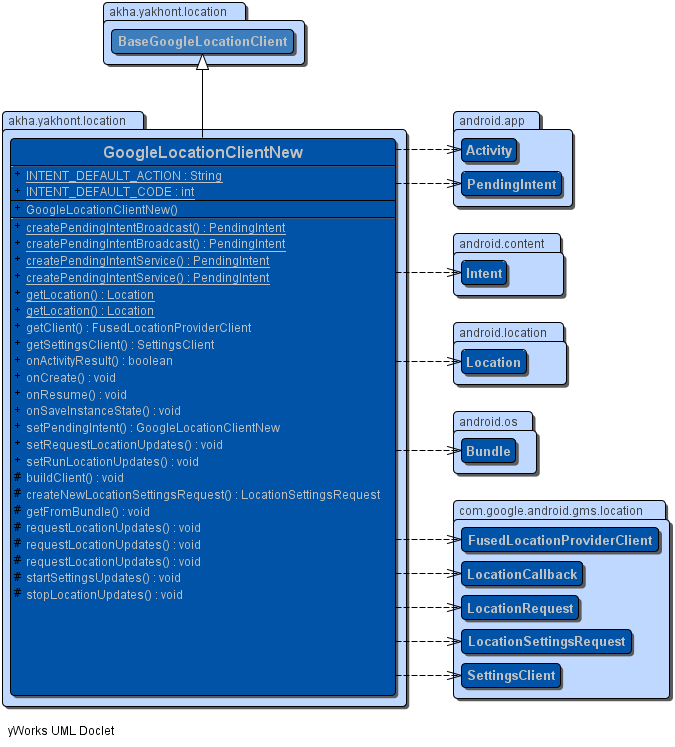 akha.yakhont.location
BaseGoogleLocationClient
akha.yakhont.location
GoogleLocationClientNew
+ INTENT_DEFAULT_ACTION : String
+ INTENT_DEFAULT_CODE : int
+ GoogleLocationClientNew()
+ createPendingIntentBroadcast() : PendingIntent
+ createPendingIntentBroadcast() : PendingIntent
+ createPendingIntentService() : PendingIntent
+ createPendingIntentService() : PendingIntent
+ getLocation() : Location
+ getLocation() : Location
+ getClient() : FusedLocationProviderClient
+ getSettingsClient() : SettingsClient
+ onActivityResult() : boolean
+ onCreate() : void
+ onResume() : void
+ onSaveInstanceState() : void
+ setPendingIntent() : GoogleLocationClientNew
+ setRequestLocationUpdates() : void
+ setRunLocationUpdates() : void
# buildClient() : void
# createNewLocationSettingsRequest() : LocationSettingsRequest
# getFromBundle() : void
# requestLocationUpdates() : void
# requestLocationUpdates() : void
# requestLocationUpdates() : void
# startSettingsUpdates() : void
# stopLocationUpdates() : void
android.app
Activity
PendingIntent
android.content
Intent
android.location
Location
android.os
Bundle
com.google.android.gms.location
FusedLocationProviderClient
LocationCallback
LocationRequest
LocationSettingsRequest
SettingsClient
yWorks UML Doclet